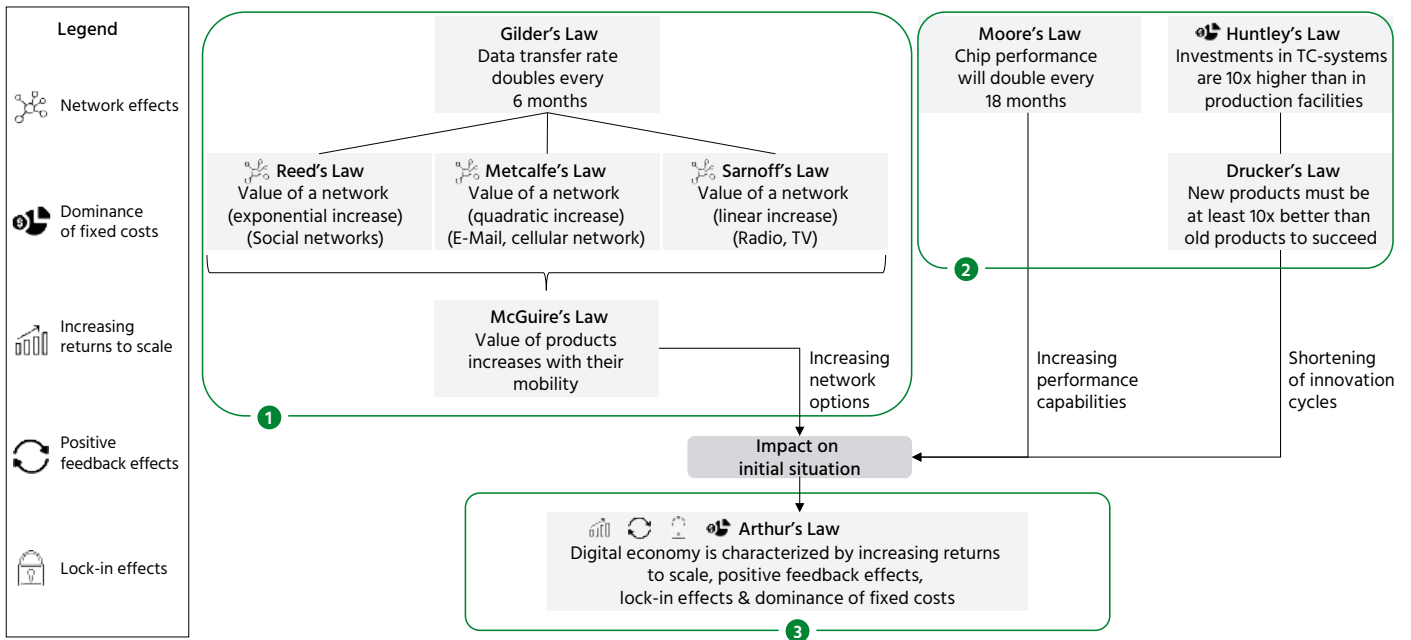 Legend
Network effects
Dominance
of fixed costs
Increasing
returns to scale
Positive
feedback effects
Lock-in effects
Gilder’s Law
Data transfer rate
doubles every
6 months
Reed’s Law
Value of a network
(exponential increase)
(Social networks)
Metcalfe’s Law
Value of a network
(quadratic increase)
(E-Mail, cellular network)
Sarnoff’s Law
Value of a network
(linear increase)
(Radio, TV)
McGuire’s Law
Value of products
increases with their
mobility
Increasing
network
options
1
Moore’s Law
Chip performance
will double every
18 months
Huntley’s Law
Investments in TC-systems
are 10x higher than in
production facilities
Drucker’s Law
New products must be
at least 10x better than
old products to succeed
2
Increasing
performance
capabilities
Shortening
of innovation
cycles
Impact on
initial situation
Arthur’s Law
Digital economy is characterized by increasing returns
to scale, positive feedback effects,
lock-in effects & dominance of fixed costs
3